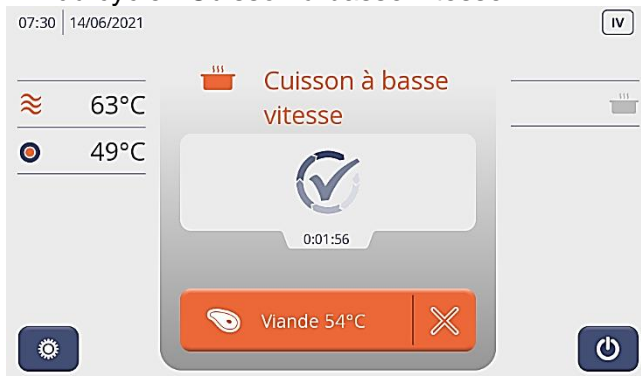 07:30 14/06/2021
IV
Cuisson à basse
vitesse
63°C
49°C
0:01:56
Viande 54°C